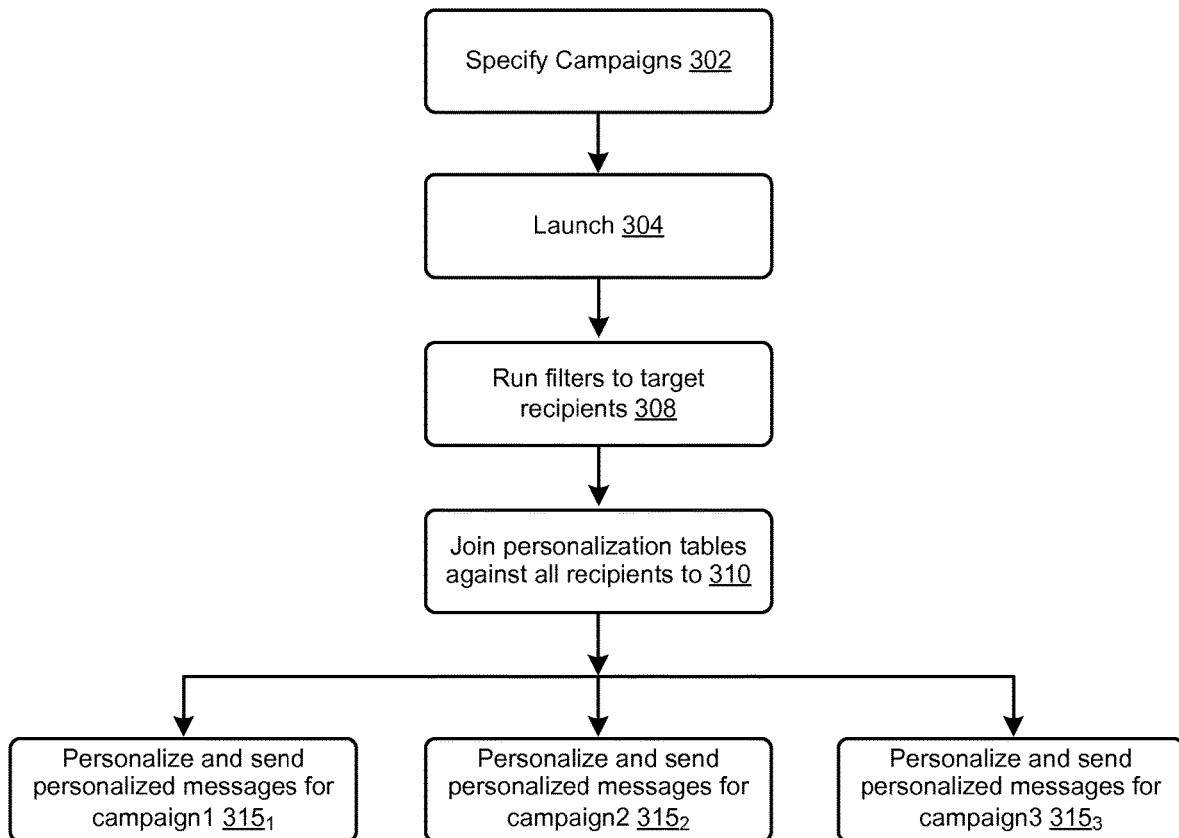 Specify Campaigns 302
Launch 304
Run filters to target
recipients 308
Join personalization tables
against all recipients to 310
Personalize and send
personalized messages for
campaign1 315₁
Personalize and send
personalized messages for
campaign2 315₂
Personalize and send
personalized messages for
campaign3 315₃